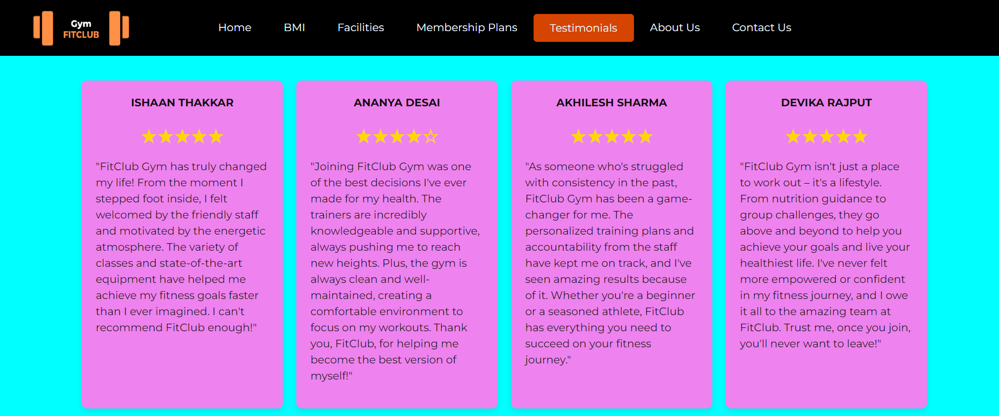 Gym
FITCLUB
Home
BMI
Facilities
Membership Plans
Testimonials
About Us
Contact Us
ISHAAN THAKKAR
★★★★★
"FitClub Gym has truly changed
my life! From the moment I
stepped foot inside, I felt
welcomed by the friendly staff
and motivated by the energetic
atmosphere. The variety of
classes and state-of-the-art
equipment have helped me
achieve my fitness goals faster
than I ever imagined. I can't
recommend FitClub enough!"
ANANYA DESAI
★★★★☆
"Joining FitClub Gym was one
of the best decisions I've ever
made for my health. The
trainers are incredibly
knowledgeable and supportive,
always pushing me to reach
new heights. Plus, the gym is
always clean and well-
maintained, creating a
comfortable environment to
focus on my workouts. Thank
you, FitClub, for helping me
become the best version of
myself!"
AKHILESH SHARMA
★★★★★
"As someone who's struggled
with consistency in the past,
FitClub Gym has been a game-
changer for me. The
personalized training plans and
accountability from the staff
have kept me on track, and I've
seen amazing results because
of it. Whether you're a beginner
or a seasoned athlete, FitClub
has everything you need to
succeed on your fitness
journey."
DEVIKA RAJPUT
★★★★★
"FitClub Gym isn't just a place
to work out – it's a lifestyle.
From nutrition guidance to
group challenges, they go
above and beyond to help you
achieve your goals and live your
healthiest life. I've never felt
more empowered or confident
in my fitness journey, and I owe
it all to the amazing team at
FitClub. Trust me, once you join,
you'll never want to leave!"